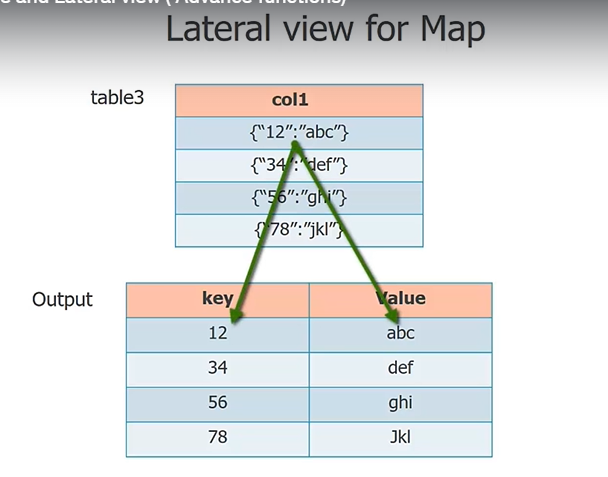 e and Lateral view ( Advance functions)
Lateral view for Map
table3
col1
{“12”:”abc”}
{“34”:”def”}
{“56”:”ghi”}
{“78”:”jkl”}
Output
key Value
12 abc
34 def
56 ghi
78 Jkl